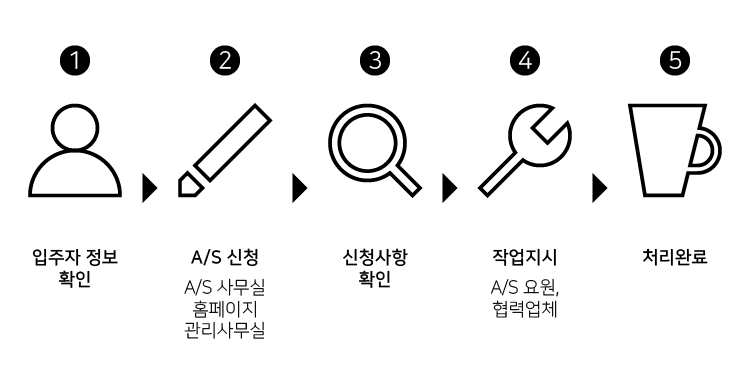 1
2
3
4
5
입주자 정보
확인
A/S 신청
A/S 사무실
홈페이지
관리사무실
신청사항
확인
작업지시
A/S 요원,
협력업체
처리완료